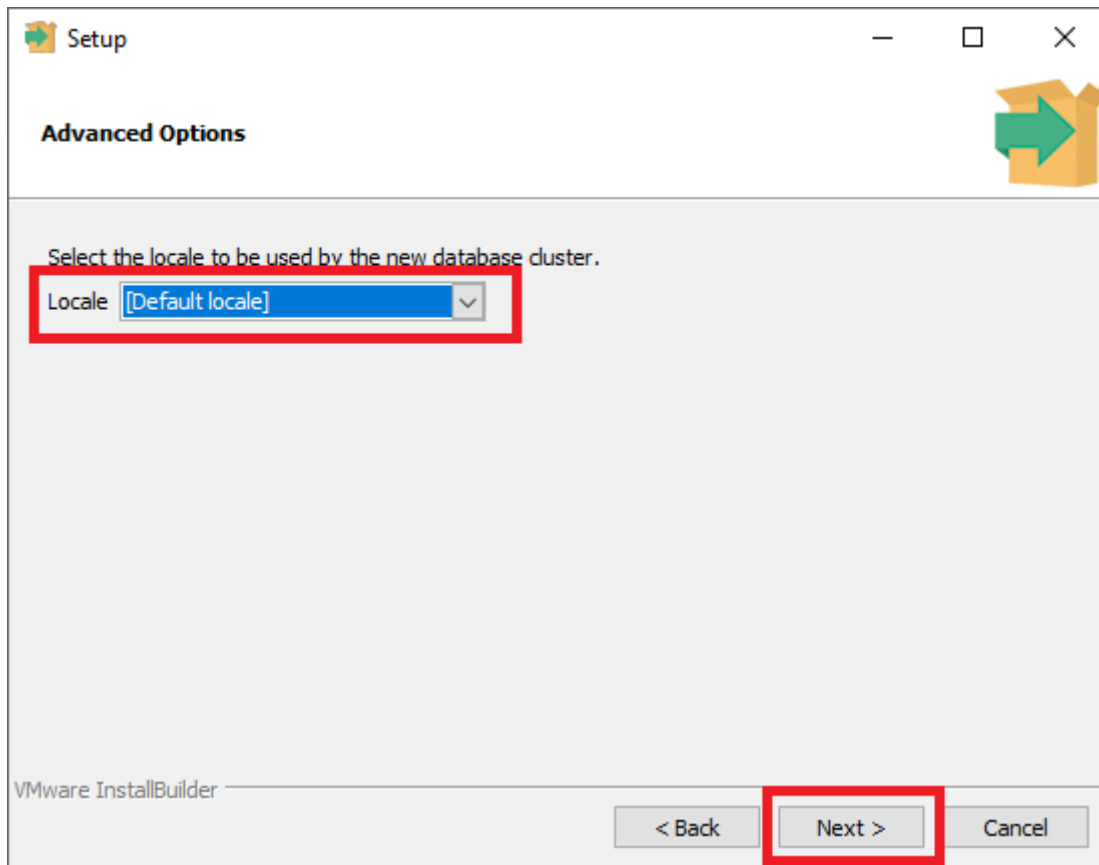 Setup
Advanced Options
Select the locale to be used by the new database cluster.
Locale [Default locale]
VMware InstallBuilder
< Back Next > Cancel